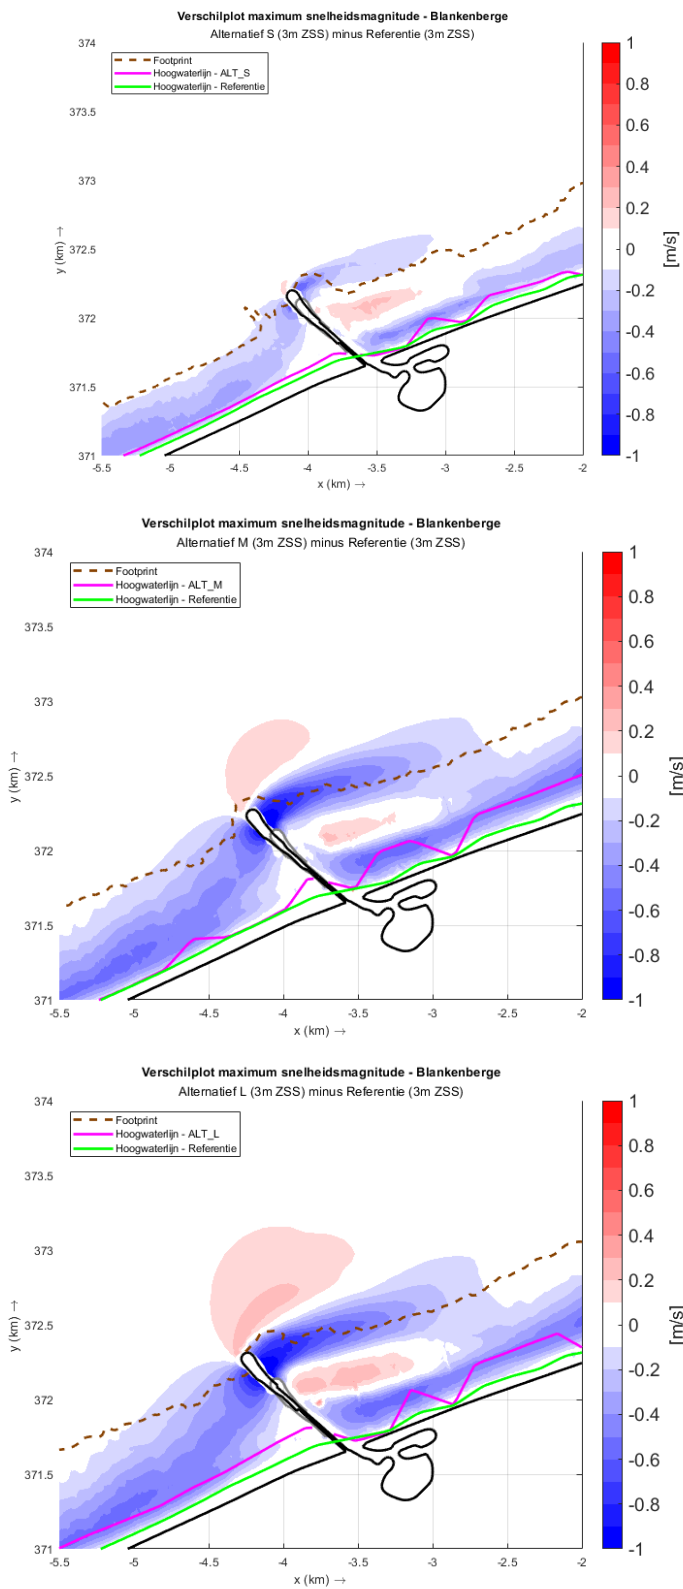 Verschilplot maximum snelheidsmagnitude - Blankenberge
Alternatief S (3m ZSS) minus Referentie (3m ZSS)
Footprint
Hoogwaterlijn - ALT_S
Hoogwaterlijn - Referentie
374
373.5
373
372.5
372
371.5
371
y (km) →
-5.5 -5 -4.5 -4 -3.5 -3 -2.5 -2
x (km) →
1
0.8
0.6
0.4
0.2
0
-0.2
-0.4
-0.6
-0.8
-1
[m/s]
Verschilplot maximum snelheidsmagnitude - Blankenberge
Alternatief M (3m ZSS) minus Referentie (3m ZSS)
Footprint
Hoogwaterlijn - ALT_M
Hoogwaterlijn - Referentie
374
373.5
373
372.5
372
371.5
371
y (km) →
-5.5 -5 -4.5 -4 -3.5 -3 -2.5 -2
x (km) →
1
0.8
0.6
0.4
0.2
0
-0.2
-0.4
-0.6
-0.8
-1
[m/s]
Verschilplot maximum snelheidsmagnitude - Blankenberge
Alternatief L (3m ZSS) minus Referentie (3m ZSS)
Footprint
Hoogwaterlijn - ALT_L
Hoogwaterlijn - Referentie
374
373.5
373
372.5
372
371.5
371
y (km) →
-5.5 -5 -4.5 -4 -3.5 -3 -2.5 -2
x (km) →
1
0.8
0.6
0.4
0.2
0
-0.2
-0.4
-0.6
-0.8
-1
[m/s]